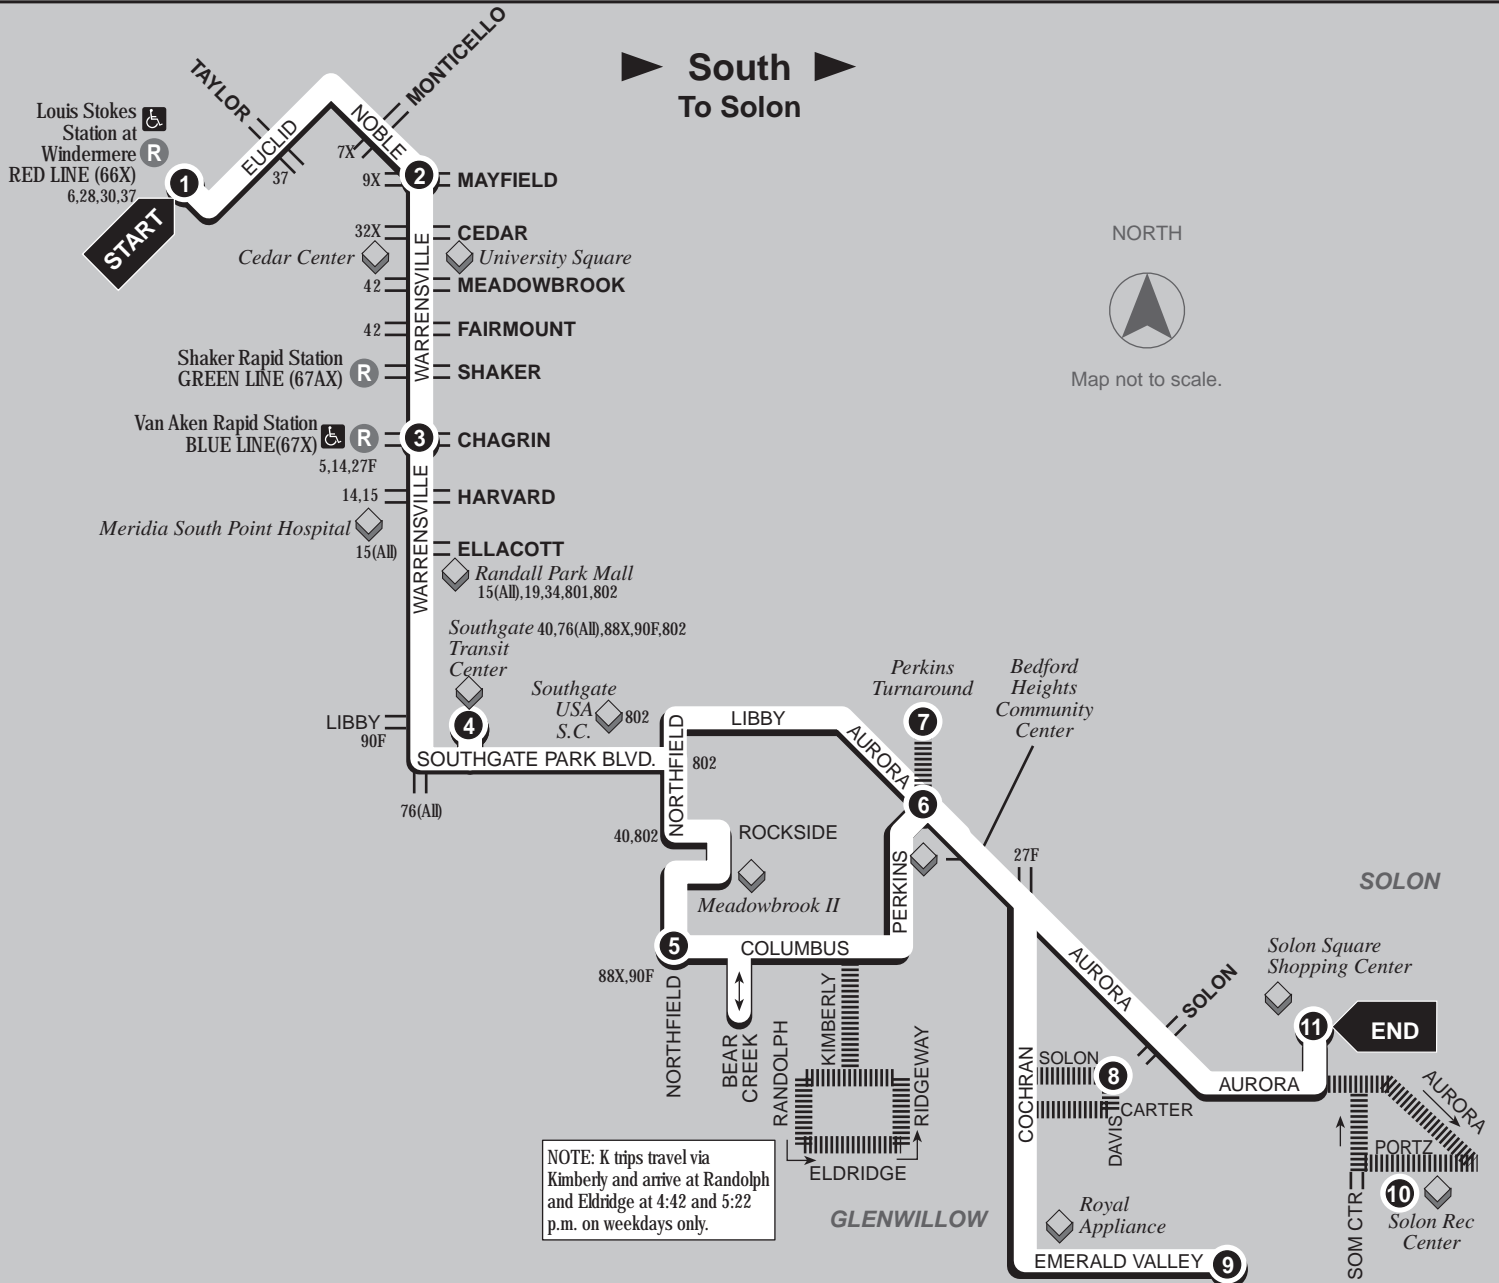 South
To Solon
MONTICELLO
TAYLOR
Louis Stokes
Station at
Windermere
R
RED LINE (66X)
6,28,30,37
1
START
EUCLID
37
NOBLE
7X
2
9X
MAYFIELD
32X
CEDAR
Cedar Center
University Square
WARRENSVILLE
42
MEADOWBROOK
42
FAIRMOUNT
Shaker Rapid Station
GREEN LINE (67AX)
R
SHAKER
Van Aken Rapid Station
BLUE LINE(67X)
R
3
CHAGRIN
5,14,27F
14,15
HARVARD
Meridia South Point Hospital
15(All)
WARRENSVILLE
ELLACOTT
Randall Park Mall
15(All),19,34,801,802
NORTH
Map not to scale.
Southgate 40,76(All),88X,90F,802
Transit
Center
4
LIBBY
90F
Southgate
USA
S.C.
802
SOUTHGATE PARK BLVD.
76(All)
NORTHFIELD
802
LIBBY
AURORA
Perkins
Turnaround
7
6
Bedford
Heights
Community
Center
40,802
ROCKSIDE
Meadowbrook II
PERKINS
27F
5
COLUMBUS
88X,90F
NORTHFIELD
BEAR
CREEK
RANDOLPH
KIMBERLY
RIDGEWAY
ELDRIDGE
NOTE: K trips travel via
Kimberly and arrive at Randolph
and Eldridge at 4:42 and 5:22
p.m. on weekdays only.
GLENWILLOW
SOLON
AURORA
SOLON
Solon Square
Shopping Center
11
END
COCHRAN
SOLON
8
CARTER
DAVIS
AURORA
AURORA
PORTZ
10
Solon Rec
Center
SOM CTR
Royal
Appliance
EMERALD VALLEY
9